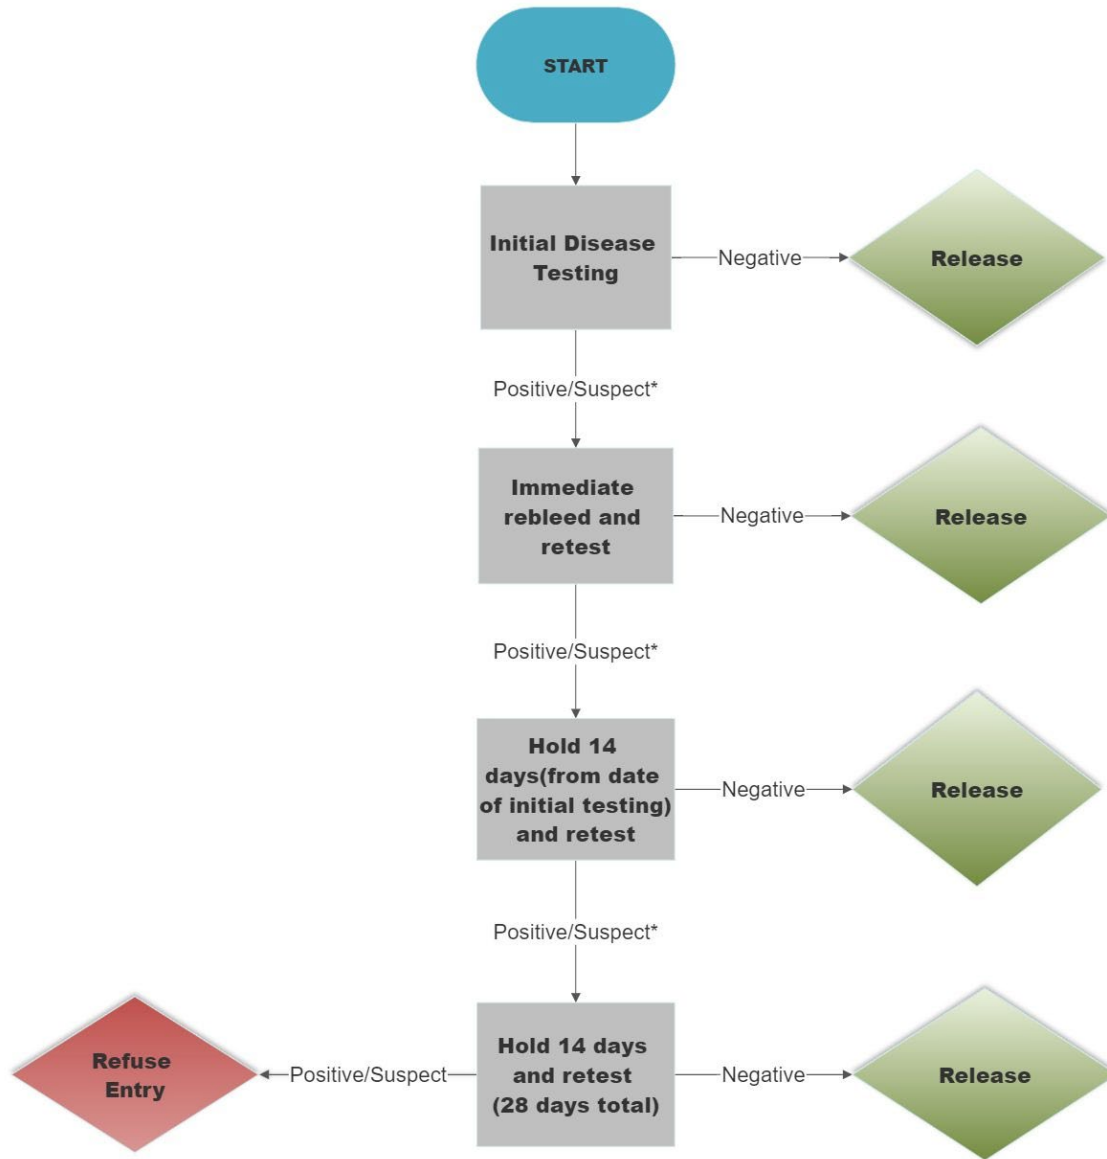 START
Initial Disease
Testing
Negative
Release
Positive/Suspect*
Immediate
rebleed and
retest
Negative
Release
Positive/Suspect*
Hold 14
days(from date
of initial testing)
and retest
Negative
Release
Positive/Suspect*
Refuse
Entry
Positive/Suspect
Hold 14 days
and retest
(28 days total)
Negative
Release